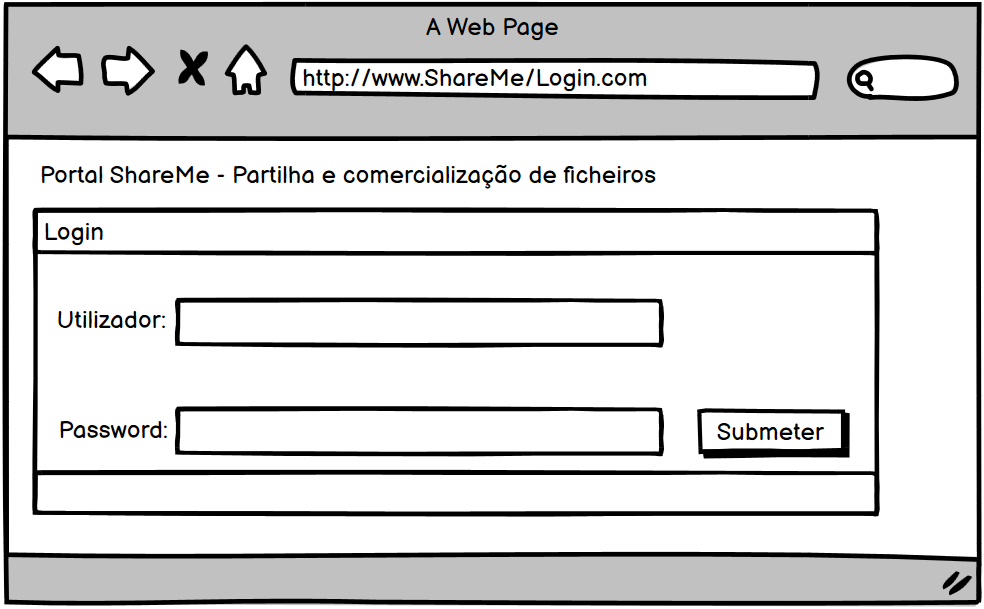 A Web Page
http://www.ShareMe/Login.com
Portal ShareMe - Partilha e comercialização de ficheiros
Login
Utilizador:
Password:
Submeter